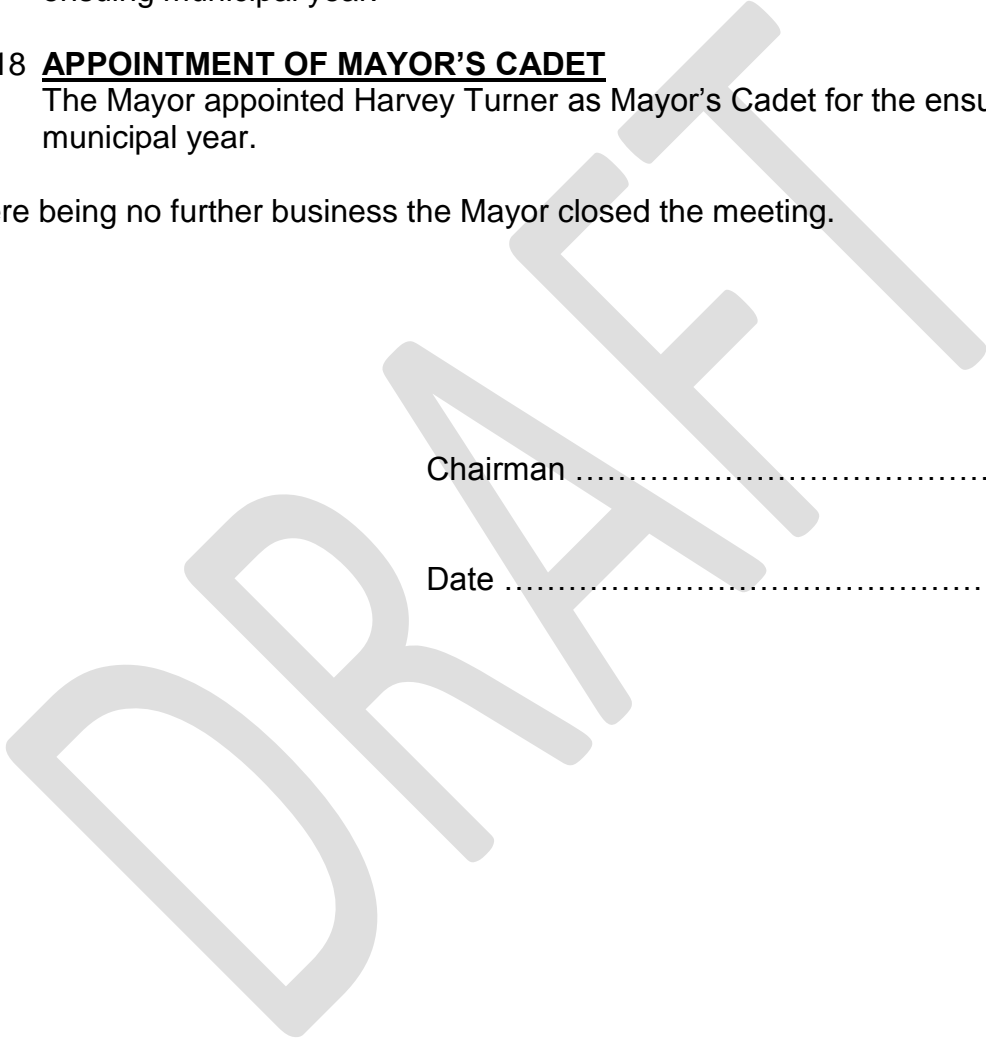 ensuing municipal year.
18 APPOINTMENT OF MAYOR’S CADET
The Mayor appointed Harvey Turner as Mayor’s Cadet for the ensu
municipal year.
re being no further business the Mayor closed the meeting.
Chairman …………………………………
Date ………………………………………
DRAFT